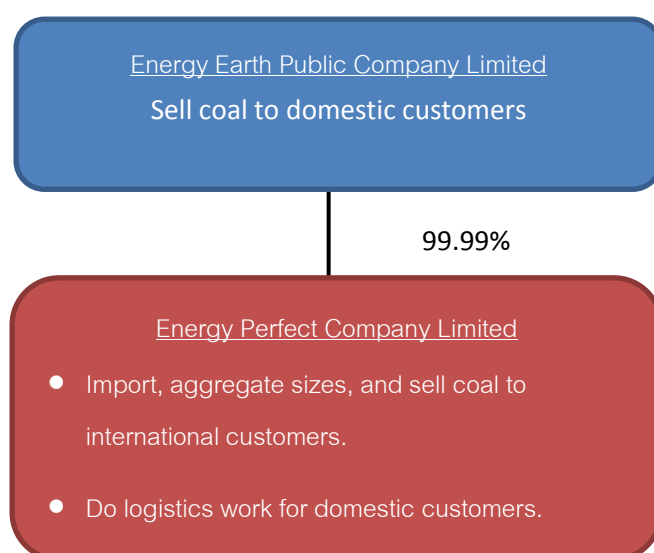 Energy Earth Public Company Limited
Sell coal to domestic customers
99.99%
Energy Perfect Company Limited
● Import, aggregate sizes, and sell coal to
international customers.
● Do logistics work for domestic customers.